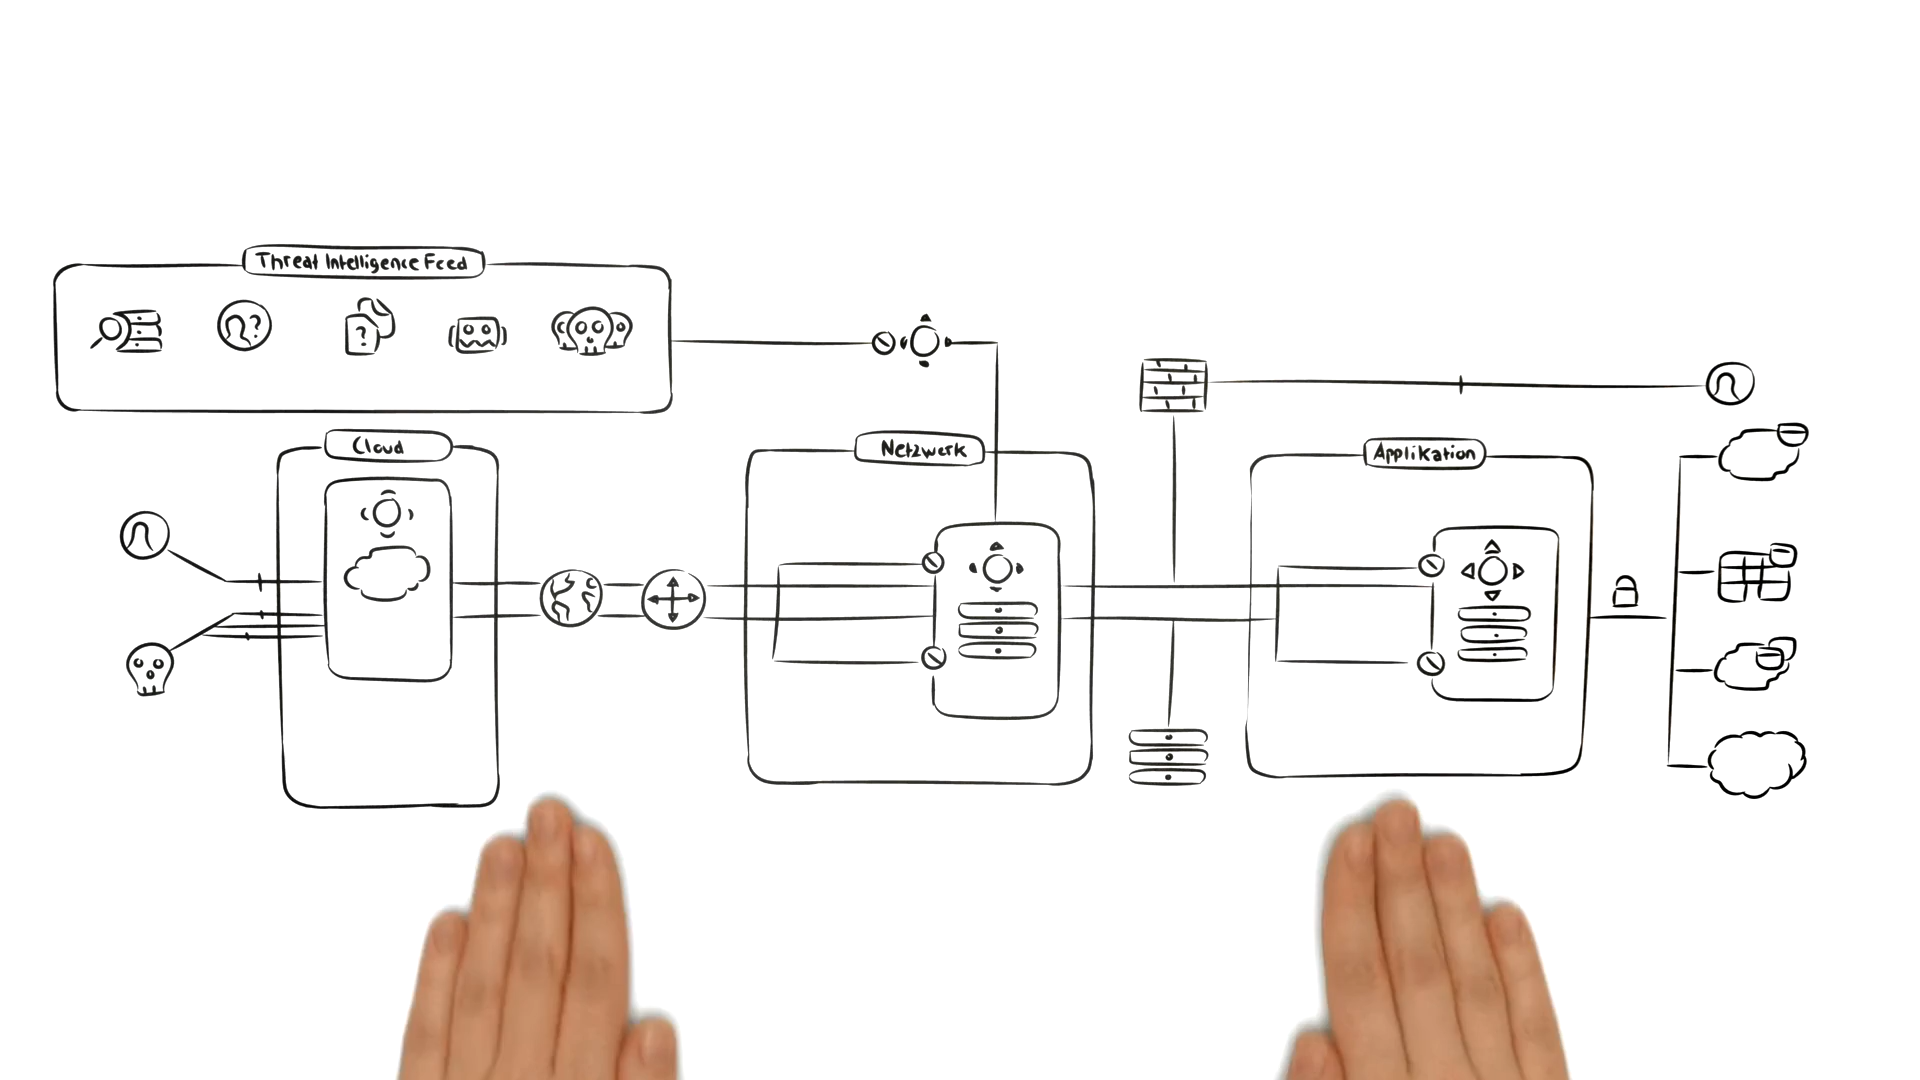 Threat Intelligence Feed
?
?
Cloud
Netzwerk
Applikation